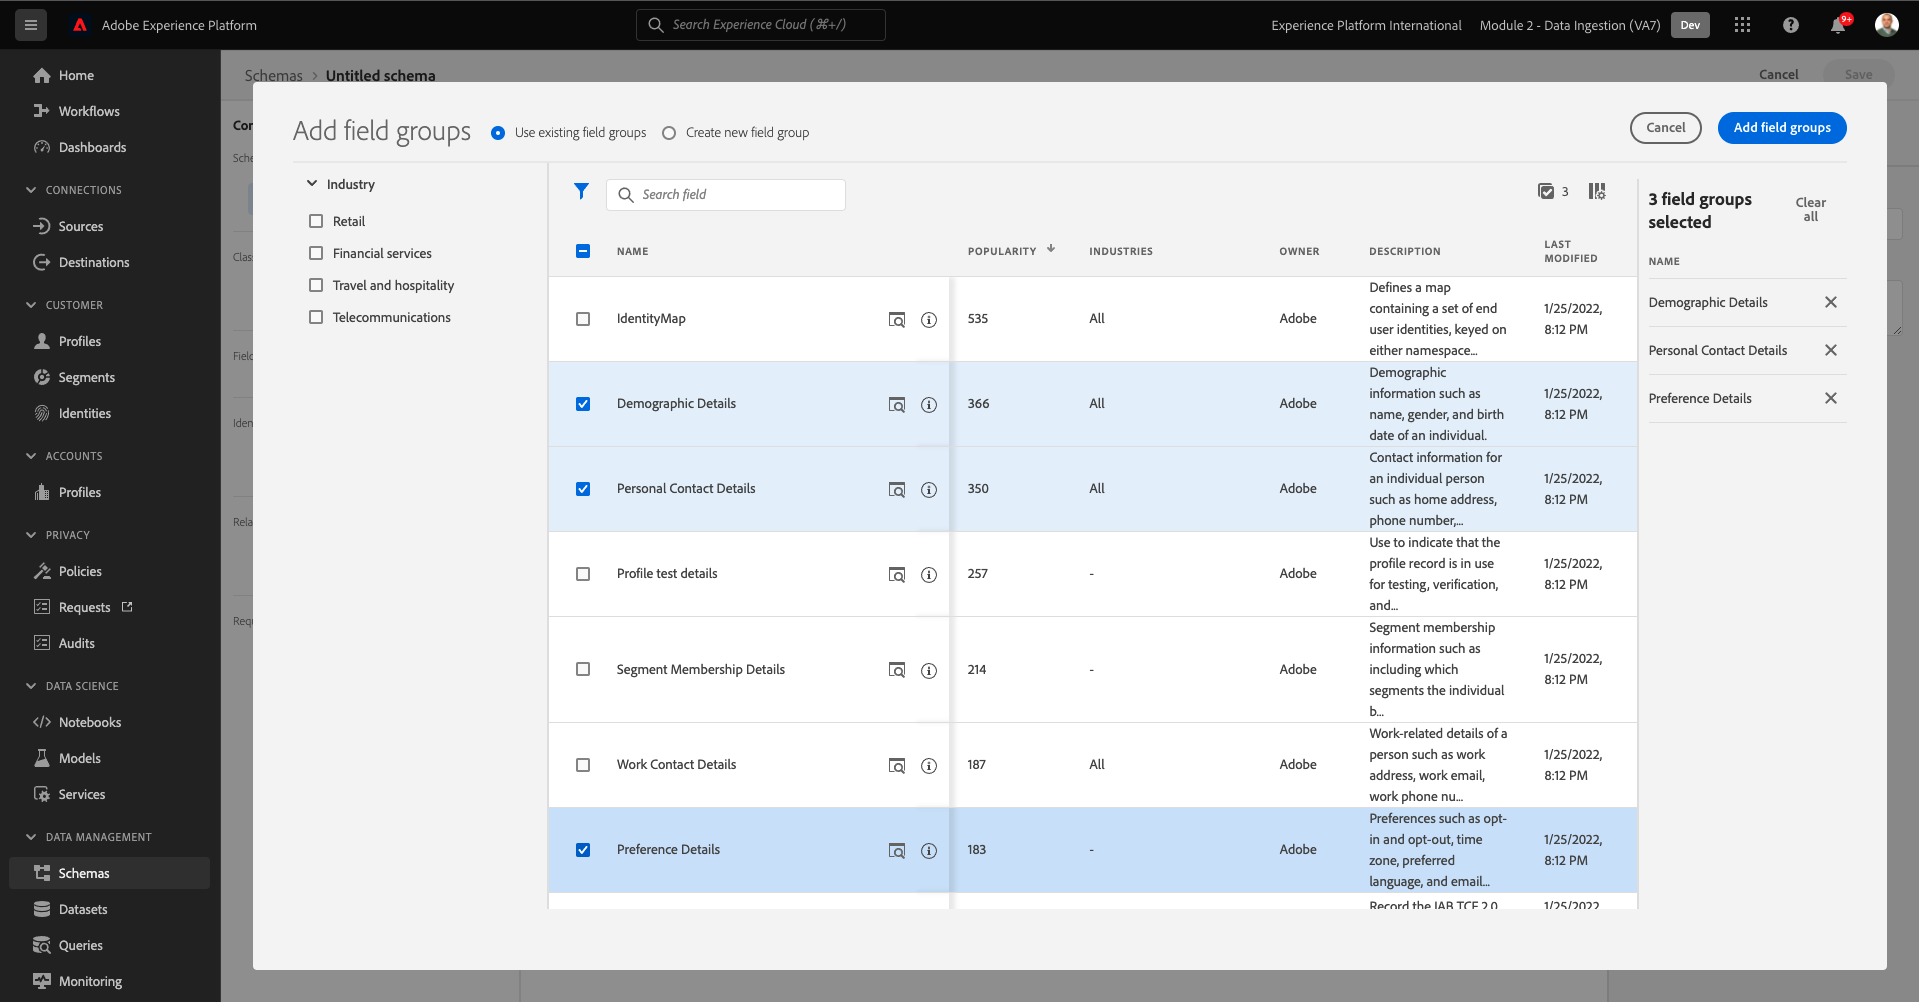 Adobe Experience Platform
Search Experience Cloud (⌘+/)
Experience Platform International
Module 2 - Data Ingestion (VA7)
Dev
9+
Home
Workflows
Dashboards
CONNECTIONS
Sources
Destinations
CUSTOMER
Profiles
Segments
Identities
ACCOUNTS
Profiles
PRIVACY
Policies
Requests
Audits
DATA SCIENCE
Notebooks
Models
Services
DATA MANAGEMENT
Schemas
Datasets
Queries
Monitoring
Schemas > Untitled schema
Cancel
Save
Add field groups
Use existing field groups
Create new field group
Cancel
Add field groups
Industry
Retail
Financial services
Travel and hospitality
Telecommunications
Search field
3
NAME POPULARITY INDUSTRIES OWNER DESCRIPTION LAST MODIFIED
IdentityMap
535
All
Adobe
Defines a map
containing a set of end
user identities, keyed on
either namespace...
1/25/2022,
8:12 PM
Demographic Details
366
All
Adobe
Demographic
information such as
name, gender, and birth
date of an individual.
1/25/2022,
8:12 PM
Personal Contact Details
350
All
Adobe
Contact information for
an individual person
such as home address,
phone number,...
1/25/2022,
8:12 PM
Profile test details
257
-
Adobe
Use to indicate that the
profile record is in use
for testing, verification,
and...
1/25/2022,
8:12 PM
Segment Membership Details
214
-
Adobe
Segment membership
information such as
including which
segments the individual
b...
1/25/2022,
8:12 PM
Work Contact Details
187
All
Adobe
Work-related details of a
person such as work
address, work email,
work phone nu...
1/25/2022,
8:12 PM
Preference Details
183
-
Adobe
Preferences such as opt-
in and opt-out, time
zone, preferred
language, and email...
1/25/2022,
8:12 PM
Record the IAB TCF 2.0
1/25/2022
3 field groups
selected
Clear
all
NAME
Demographic Details
Personal Contact Details
Preference Details